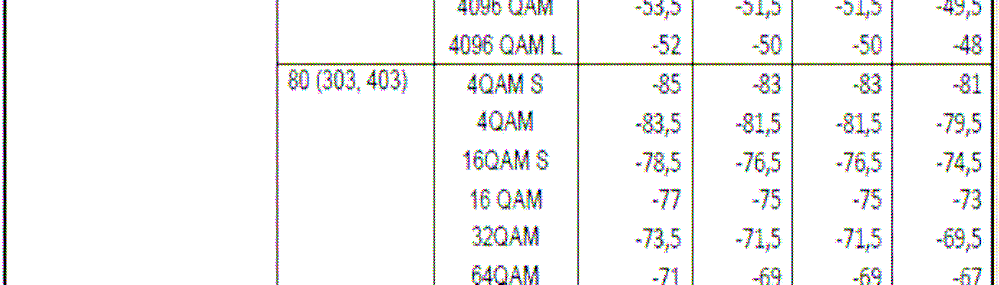 4096 QAM -53,5 -51,5 -51,5 -49,5
4096 QAM L -52 -50 -50 -48
80 (303, 403) 4QAM S -85 -83 -83 -81
4QAM -83,5 -81,5 -81,5 -79,5
16QAM S -78,5 -76,5 -76,5 -74,5
16 QAM -77 -75 -75 -73
32QAM -73,5 -71,5 -71,5 -69,5
64QAM -71 -69 -69 -67